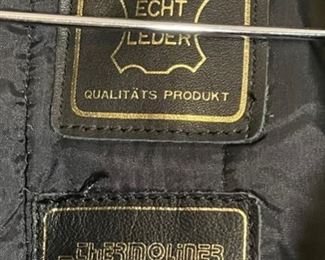 ECHT
LEDER
QUALITÄTS PRODUKT
THERMOLINER